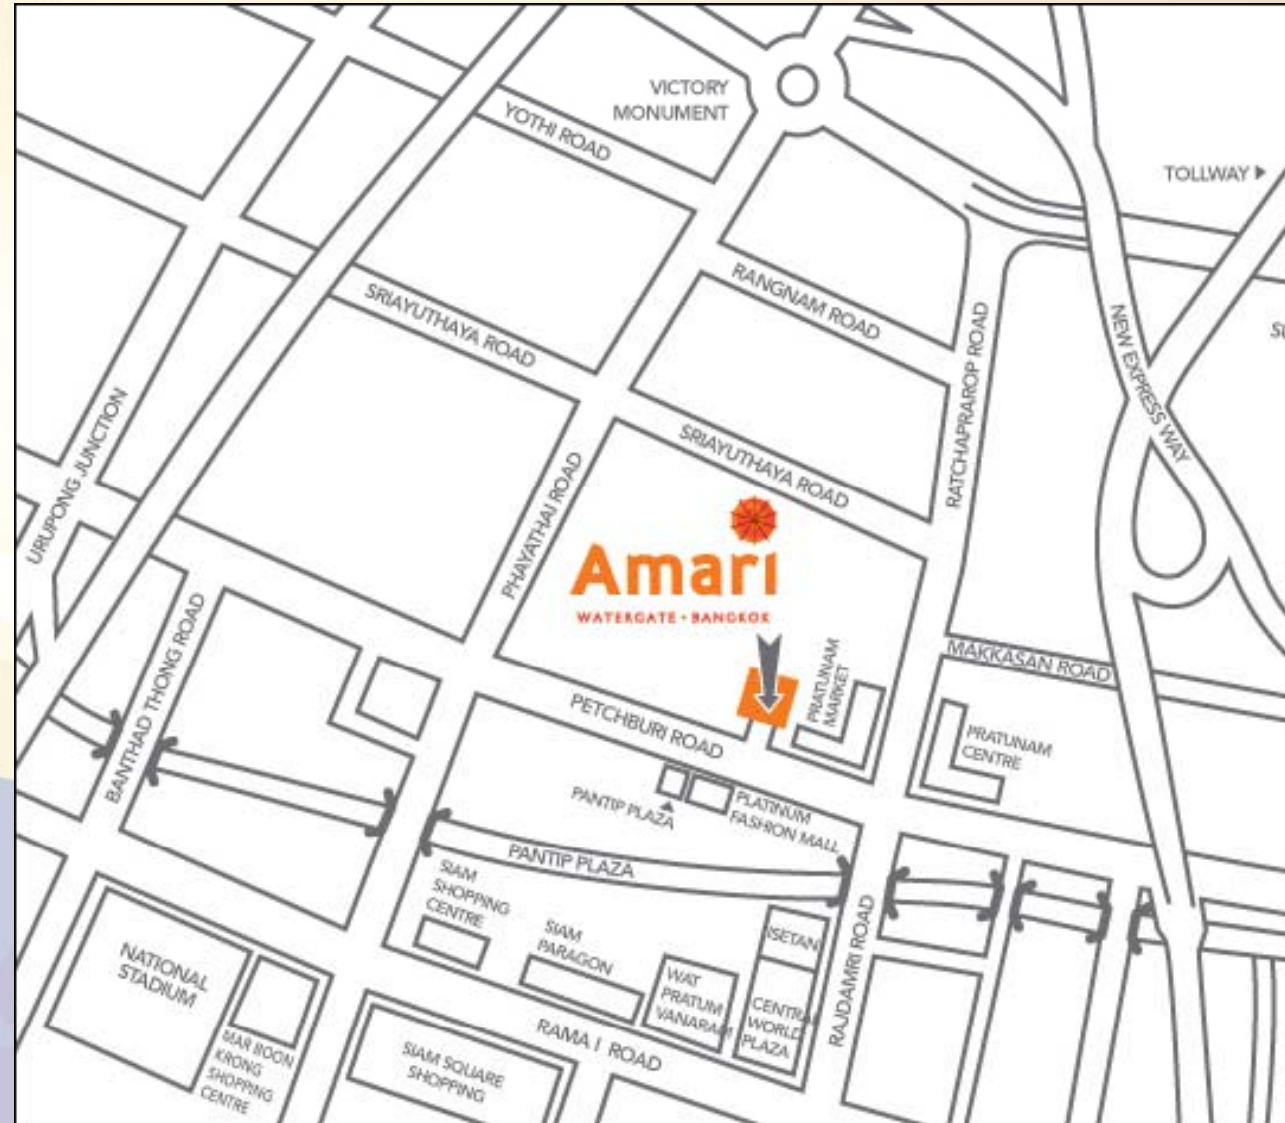 VICTORY
MONUMENT
YOTHI ROAD
TOLLWAY
RANGNAM ROAD
SRIAYUTHAYA ROAD
RATCHAPRAROP ROAD
NEW EXPRESS WAY
SU
URUPONG JUNCTION
PHAYATHAI ROAD
SRIAYUTHAYA ROAD
Amari
WATERGATE • BANGKOK
BANTHAD THONG ROAD
PRATUNAM
MARKET
MAKKASAN ROAD
PETCHBURI ROAD
PRATUNAM
CENTRE
PANTIP PLAZA
PLATINUM
FASHION MALL
PANTIP PLAZA
SIAM
SHOPPING
CENTRE
SIAM
PARAGON
ISETAN
RAJDAMRI ROAD
NATIONAL
STADIUM
WAT
PRATUM
VANARAM
CENTRAL
WORLD
PLAZA
RAMA I ROAD
MAR BOON
KRONG
SHOPPING
CENTRE
SIAM SQUARE
SHOPPING